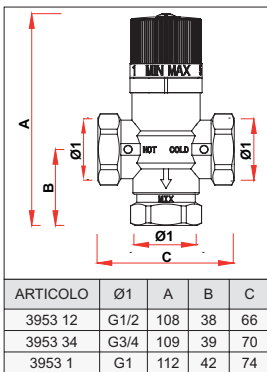 1 MIN MAX
A
B
Ø1
HOT COLD
Ø1
MIX
Ø1
C
ARTICOLO Ø1 A B C
3953 12 G1/2 108 38 66
3953 34 G3/4 109 39 70
3953 1 G1 112 42 74